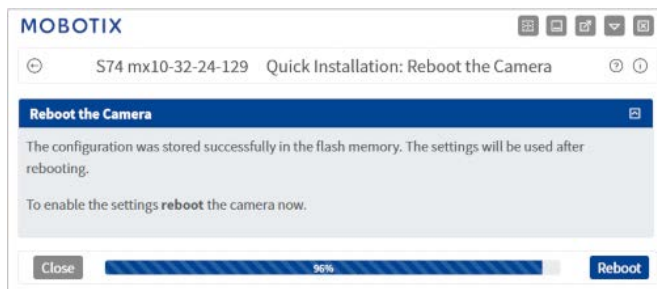 MOBOTIX
S74 mx10-32-24-129 Quick Installation: Reboot the Camera
Reboot the Camera
The configuration was stored successfully in the flash memory. The settings will be used after
rebooting.
To enable the settings reboot the camera now.
Close 96% Reboot